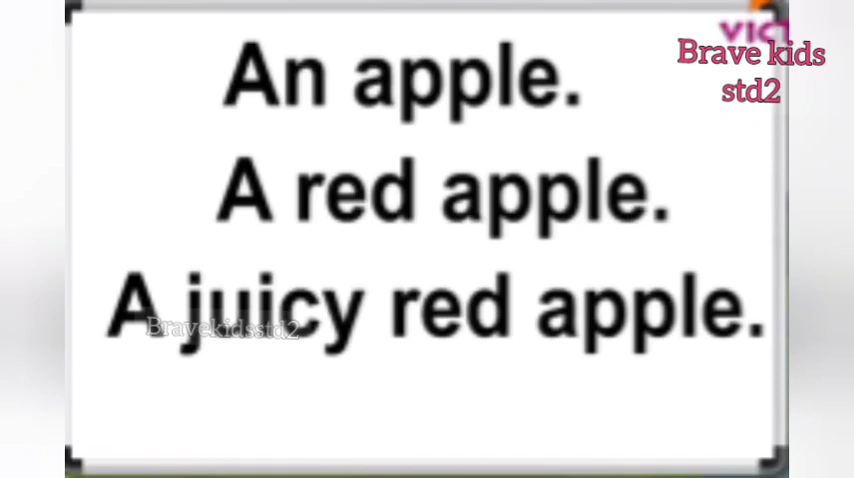 Brave kids
std2
An apple.
A red apple.
A juicy red apple.
Bravekidsstd2